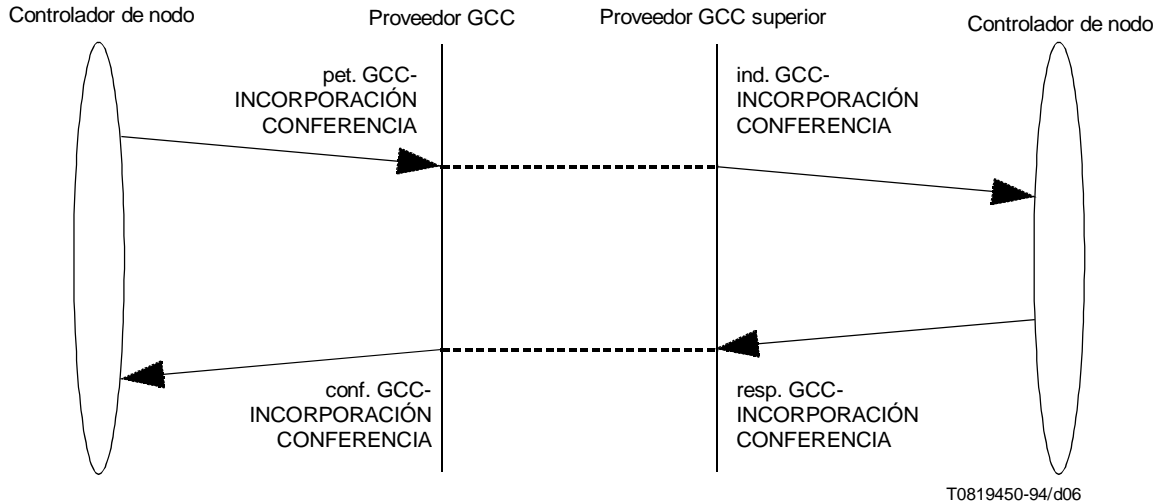 Controlador de nodo
Proveedor GCC
Proveedor GCC superior
Controlador de nodo
pet. GCC-
INCORPORACIÓN
CONFERENCIA
ind. GCC-
INCORPORACIÓN
CONFERENCIA
conf. GCC-
INCORPORACIÓN
CONFERENCIA
resp. GCC-
INCORPORACIÓN
CONFERENCIA
T0819450-94/d06